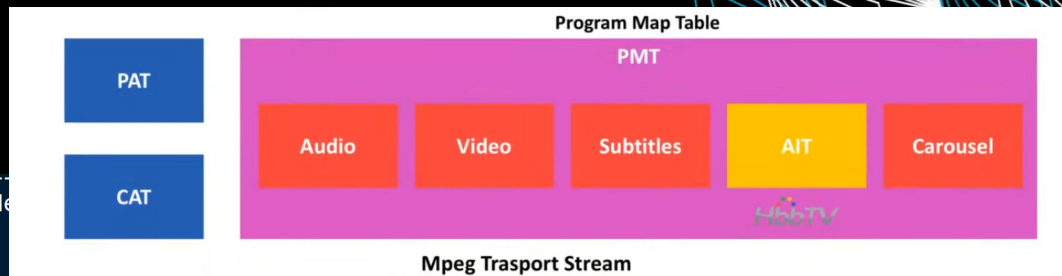 Program Map Table
PMT
PAT
Audio
Video
Subtitles
AIT
Carousel
CAT
HbbTV
Mpeg Trasport Stream